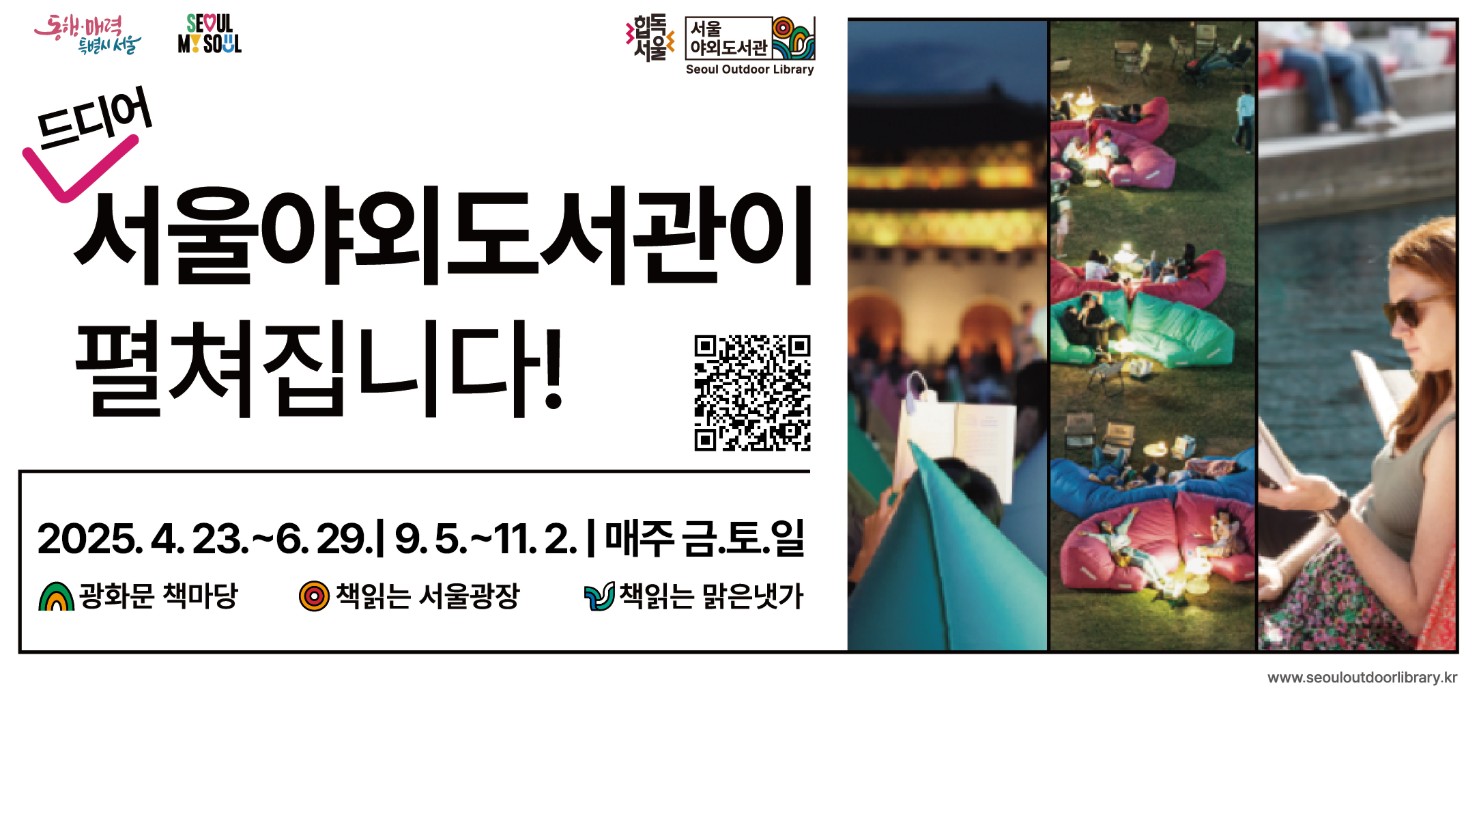 동행·매력
특별시 서울
SEOUL
MY SOUL
힙독
서울
서울
야외도서관
Seoul Outdoor Library
드디어
서울야외도서관이
펼쳐집니다!
2025. 4. 23.~6. 29.| 9. 5.~11. 2. | 매주 금.토.일
광화문 책마당 책읽는 서울광장 책읽는 맑은냇가
www.seouloutdoorlibrary.kr